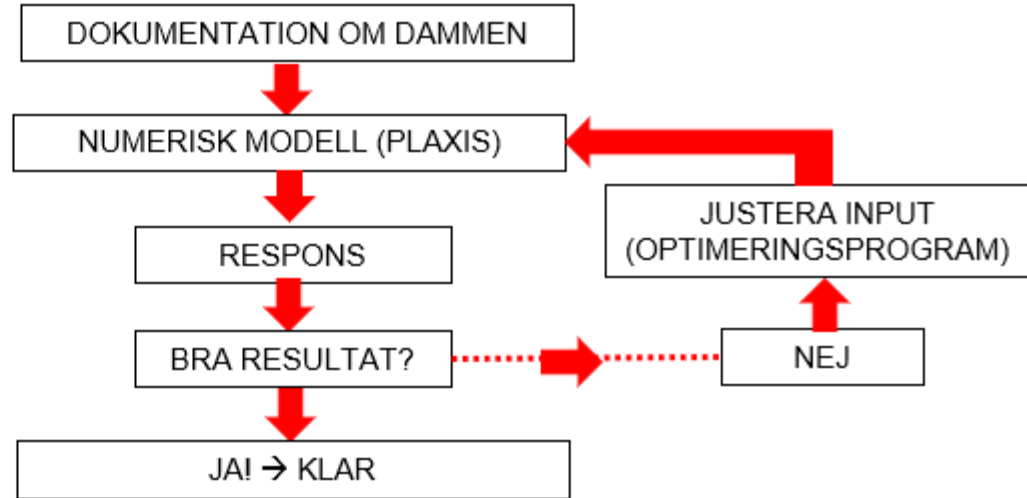 DOKUMENTATION OM DAMMEN
NUMERISK MODELL (PLAXIS)
JUSTERA INPUT
(OPTIMERINGSPROGRAM)
RESPONS
BRA RESULTAT?
NEJ
JA! → KLAR